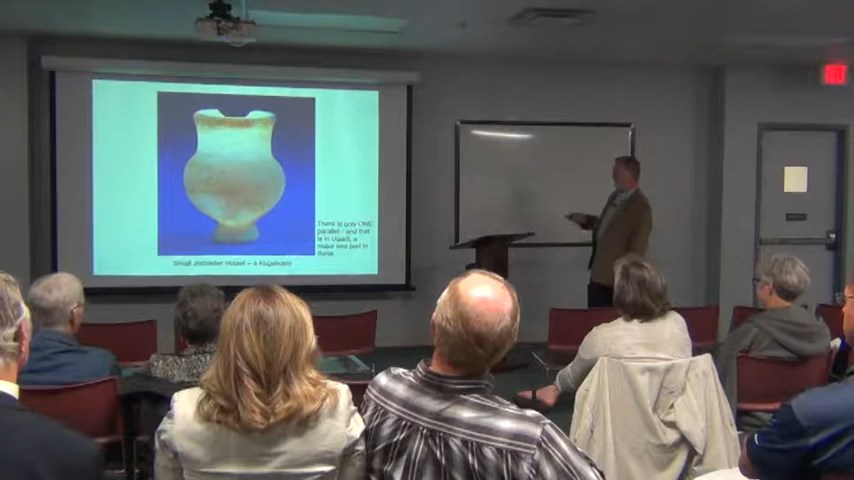 There is only ONE
parallel - and that
is in Ugarit, a
major sea port in
Syria.
Small alabaster vessel – a Kugelvase